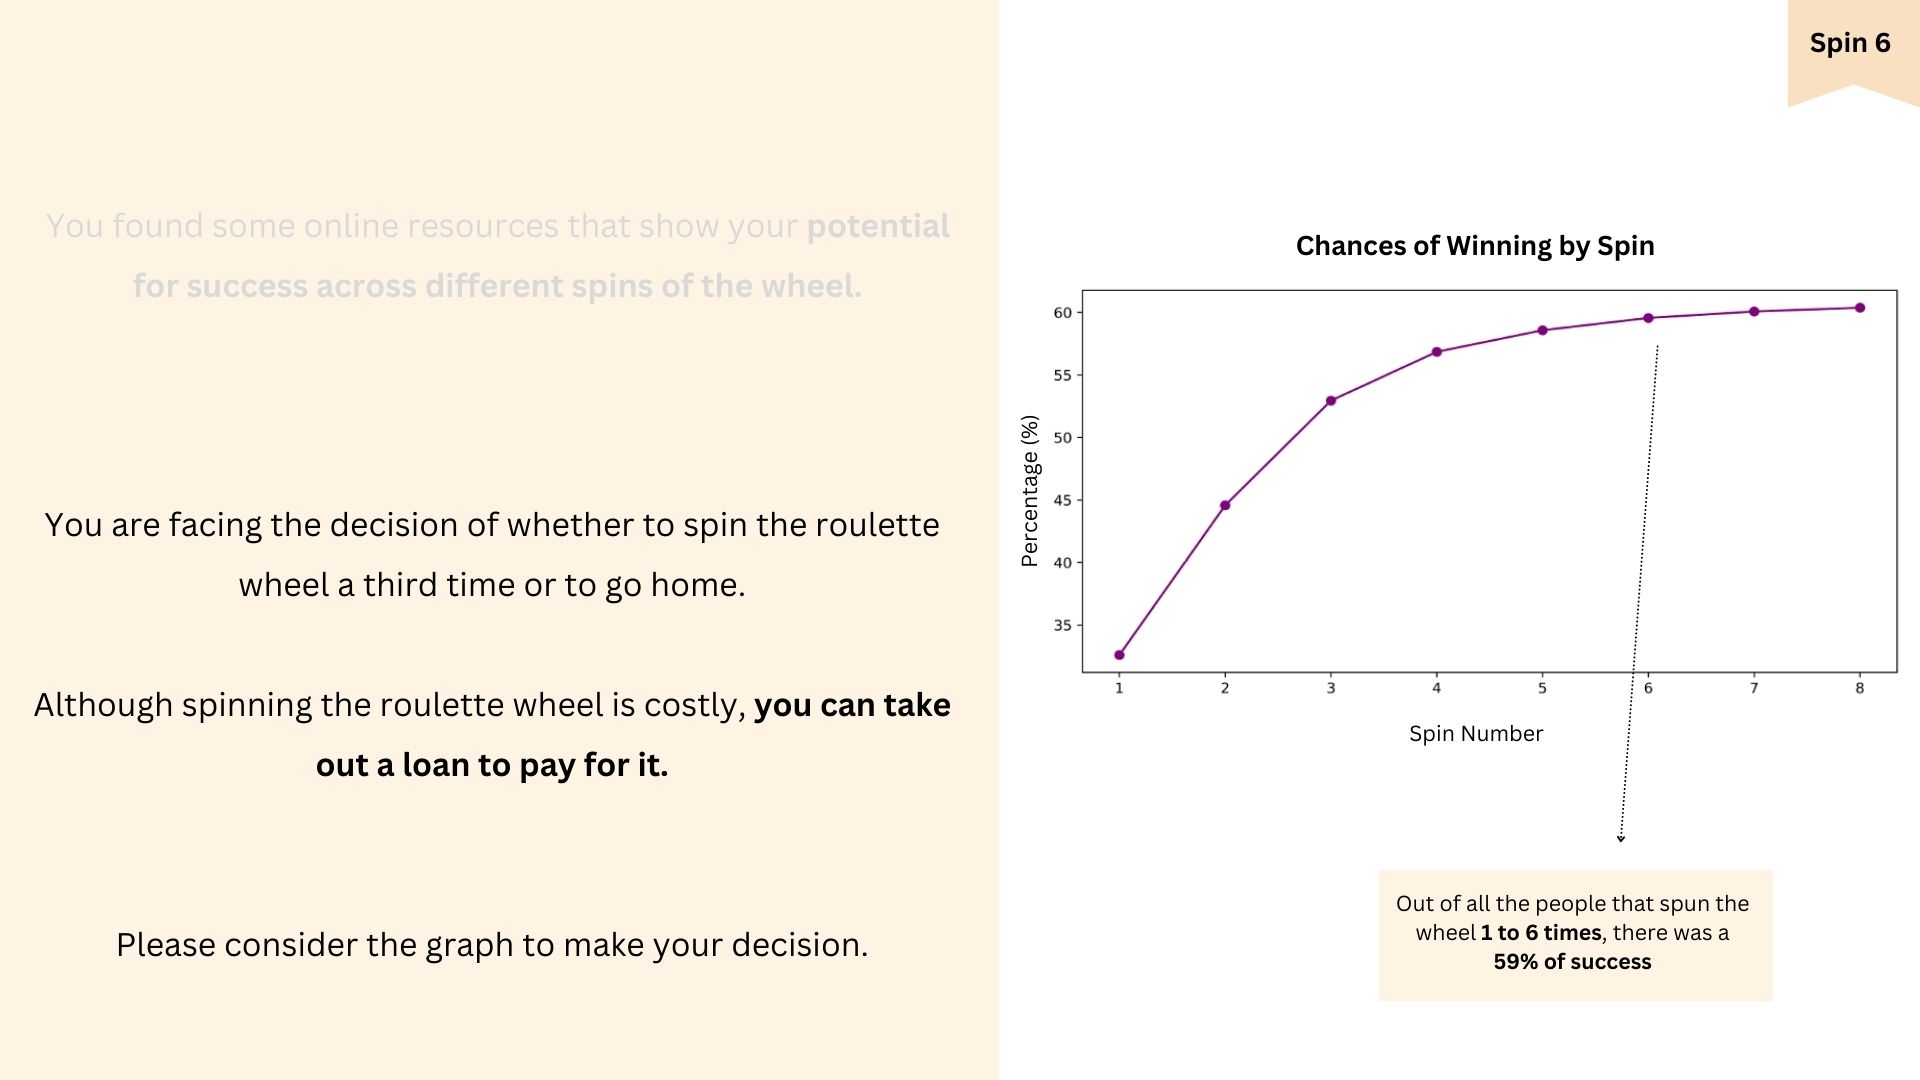 Spin 6
You found some online resources that show your potential
for success across different spins of the wheel.
You are facing the decision of whether to spin the roulette
wheel a third time or to go home.
Although spinning the roulette wheel is costly, you can take
out a loan to pay for it.
Please consider the graph to make your decision.
Chances of Winning by Spin
Percentage (%)
60
55
50
45
40
35
1 2 3 4 5 6 7 8
Spin Number
Out of all the people that spun the
wheel 1 to 6 times, there was a
59% of success